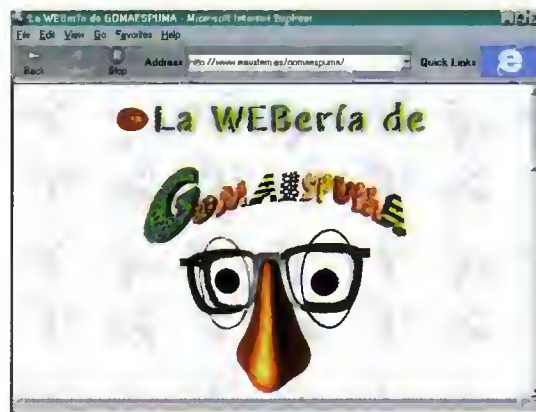 La WEBería de GOMAESPUMA - Microsoft Internet Explorer
File Edit View Go Favorites Help
Back Stop Address Quick Links
La WEBería de
GOMAESPUMA